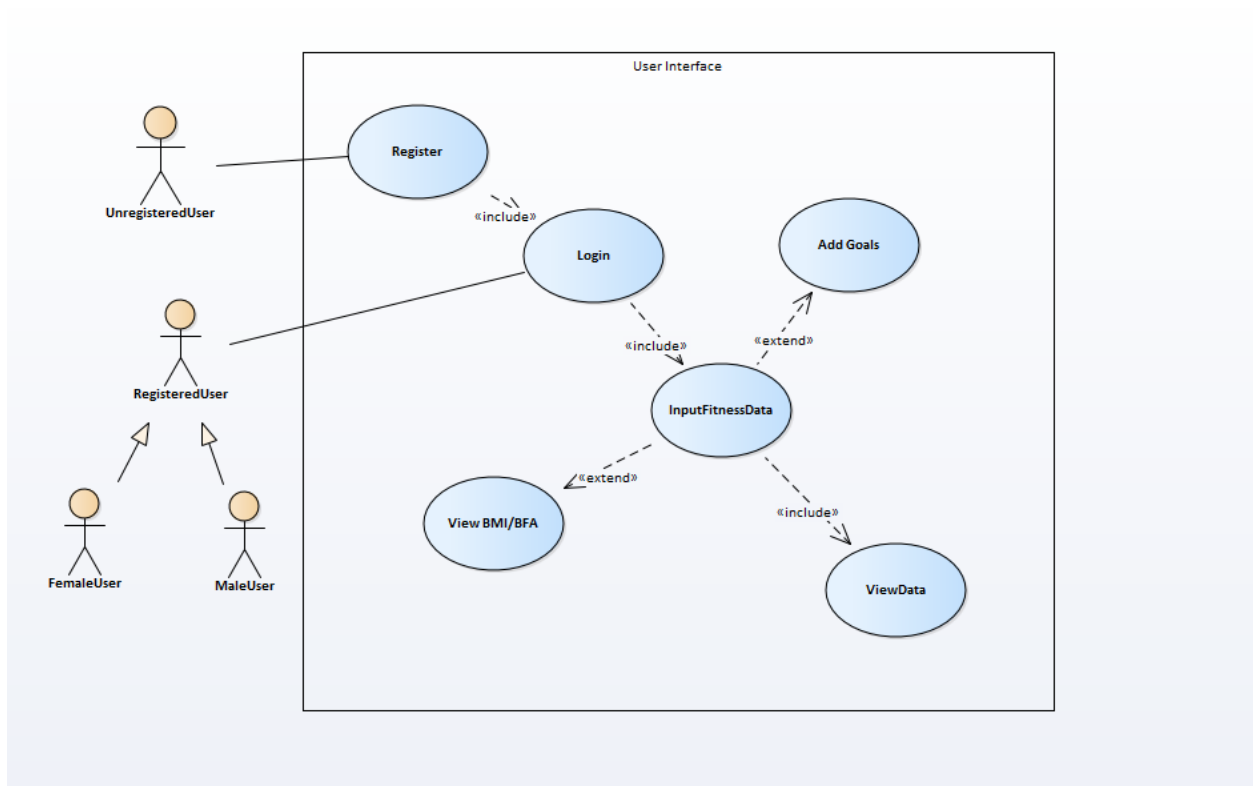 User Interface
Register
UnregisteredUser
«include»
Login
Add Goals
«include»
«extend»
RegisteredUser
InputFitnessData
«extend»
«include»
View BMI/BFA
FemaleUser
MaleUser
ViewData